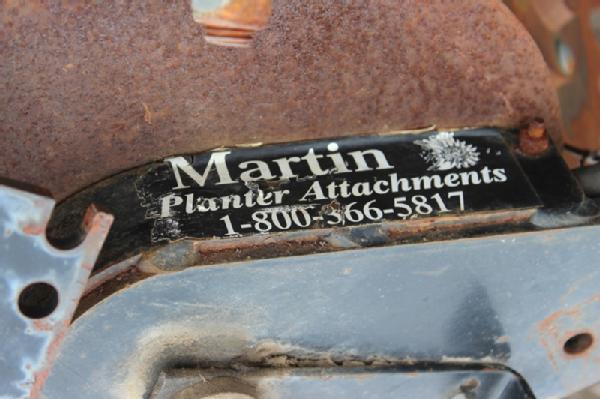 Martin
Planter Attachments
1-800-366-5817